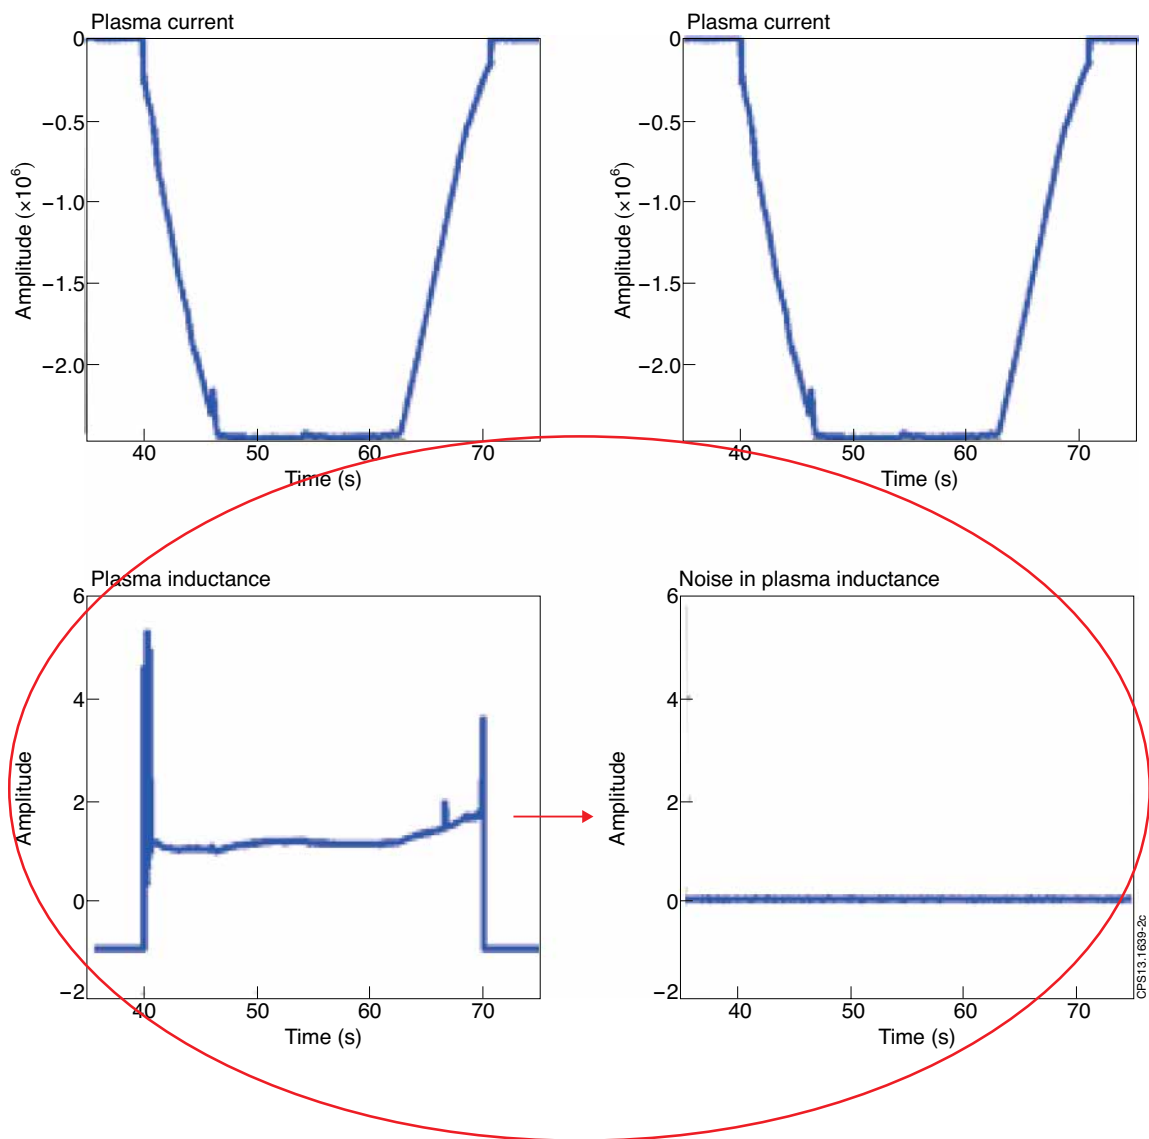 Plasma current
0
−0.5
−1.0
−1.5
−2.0
Amplitude (×10⁶)
40 50 60 70
Time (s)
Plasma current
0
−0.5
−1.0
−1.5
−2.0
Amplitude (×10⁶)
40 50 60 70
Time (s)
Plasma inductance
6
4
2
0
−2
Amplitude
40 50 60 70
Time (s)
Noise in plasma inductance
6
4
2
0
−2
Amplitude
40 50 60 70
Time (s)
CPS13.1639-2c